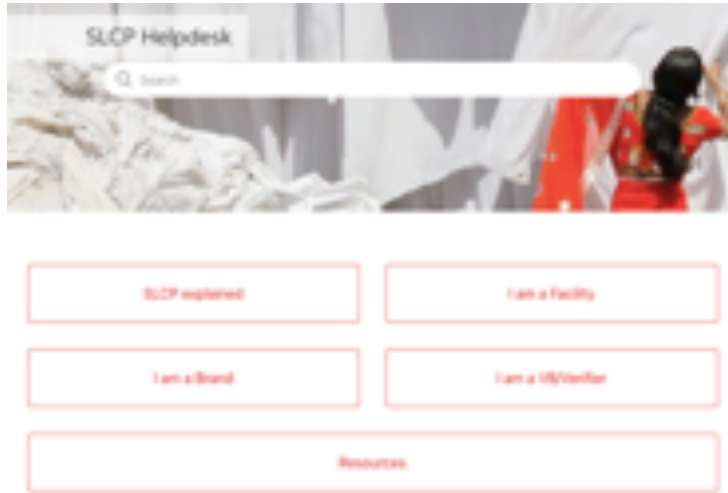 SLCP Helpdesk
Search
SLCP explained
I am a Facility
I am a Brand
I am a VB/Verifier
Resources